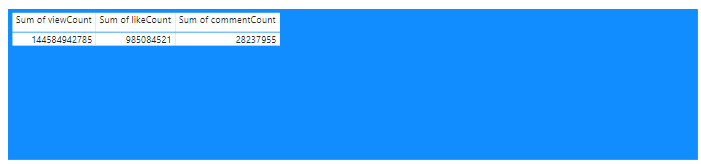 Sum of viewCount Sum of likeCount Sum of commentCount
144584942785 985084521 28237955